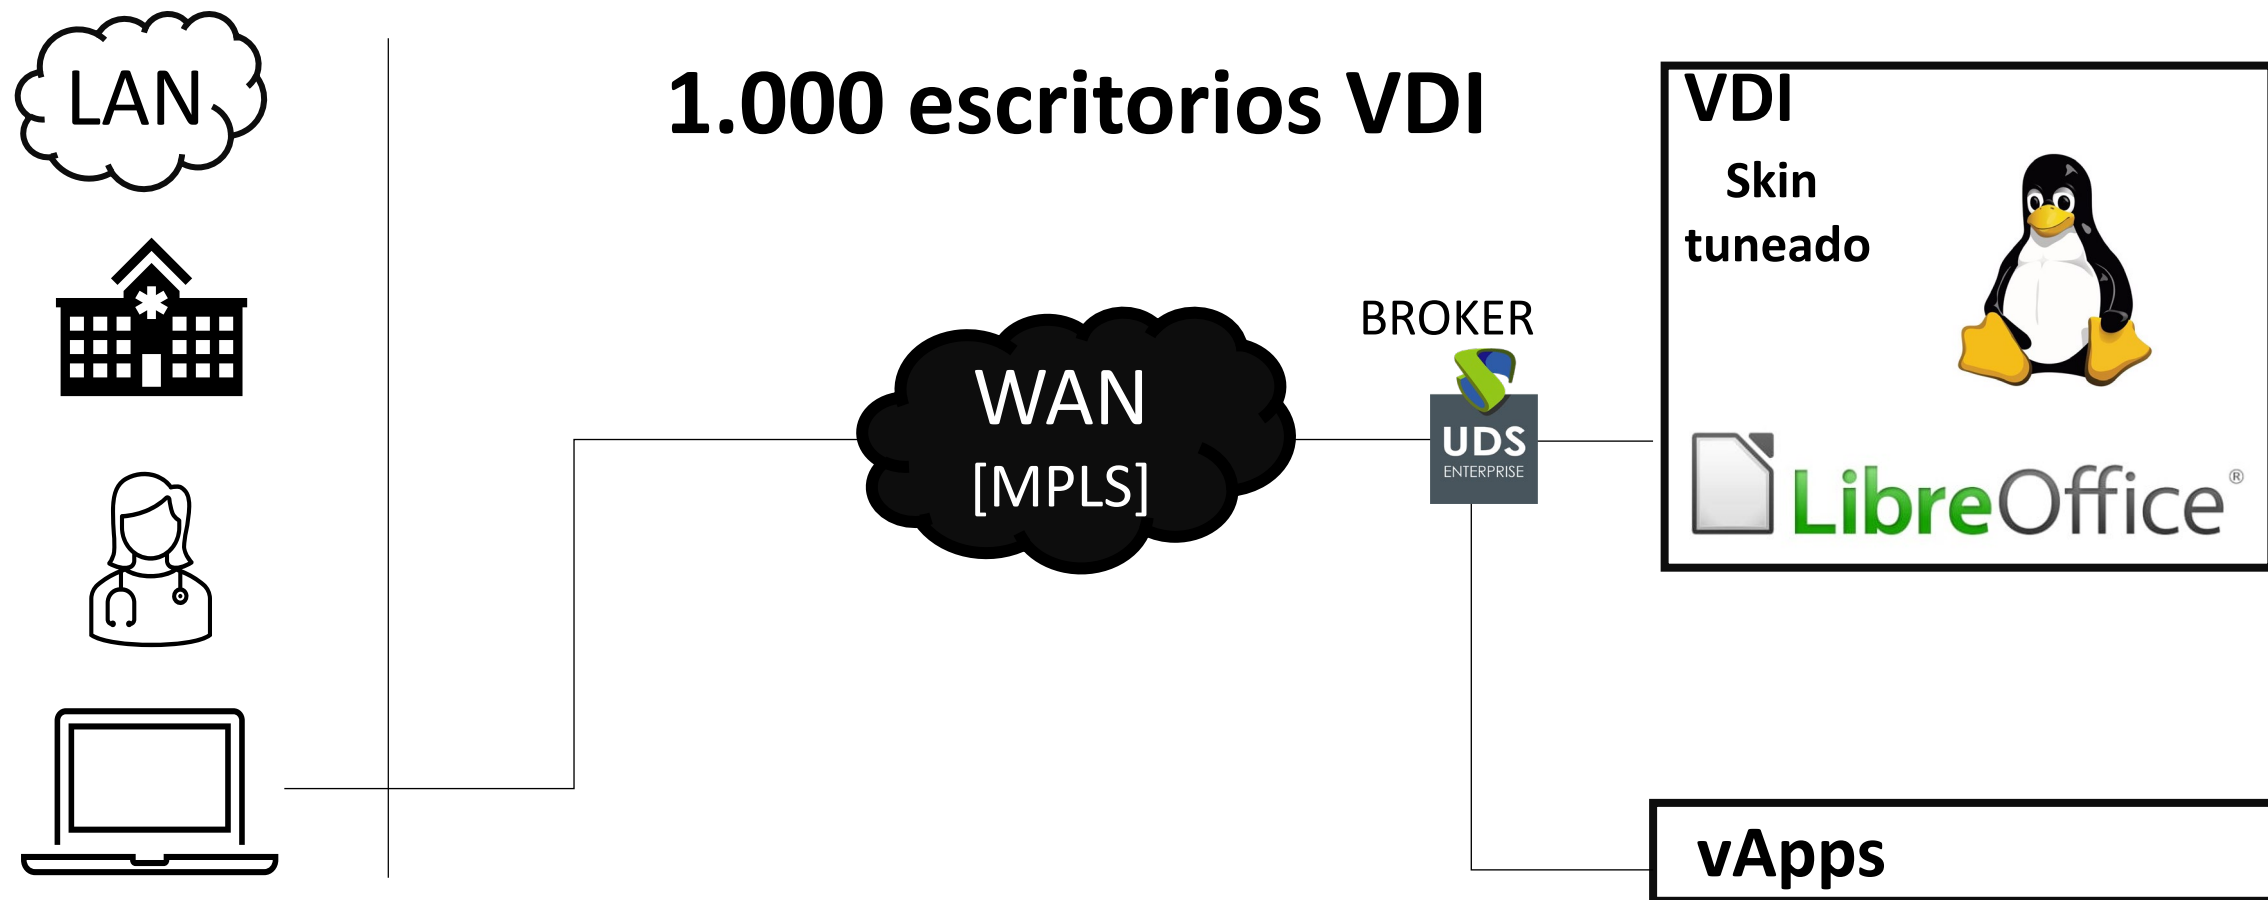 LAN
1.000 escritorios VDI
VDI
Skin
tuneado
BROKER
WAN
[MPLS]
UDS
ENTERPRISE
LibreOffice®
vApps